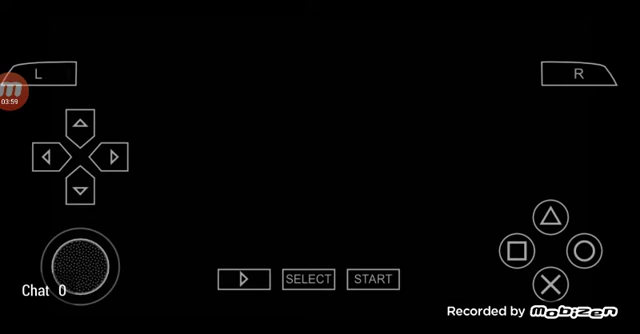 L
R
m
03:59
SELECT
START
Chat 0
Recorded by mobizen